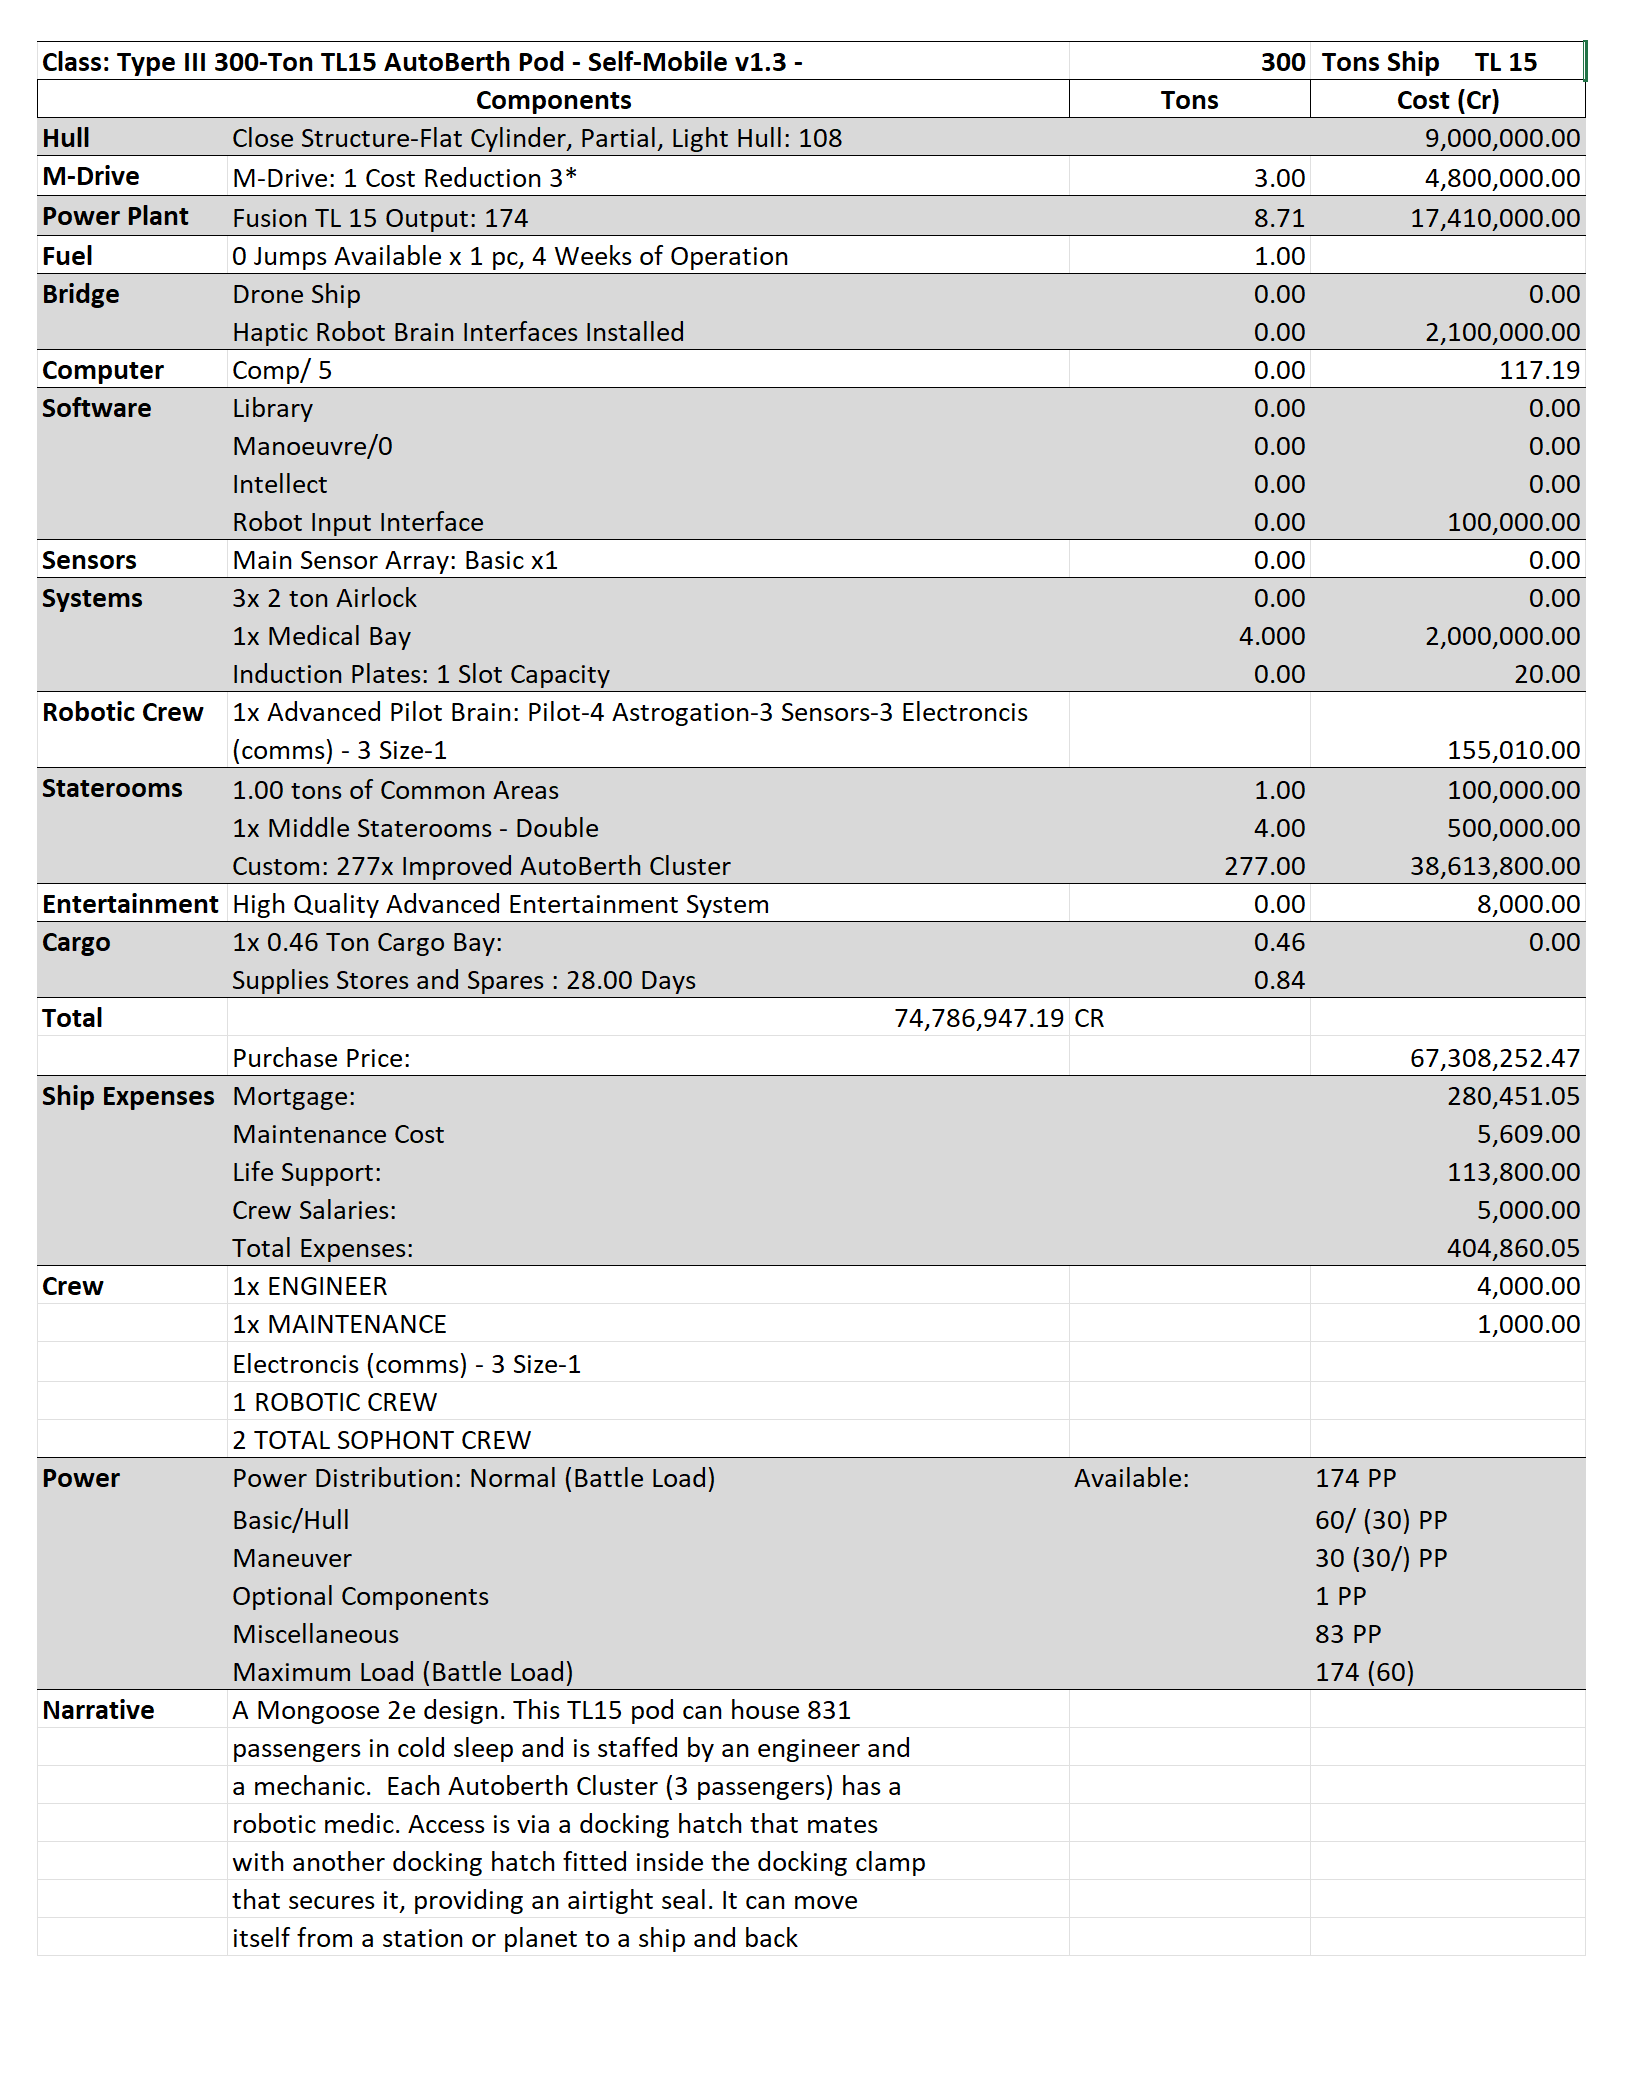 Class: Type III 300-Ton TL15 AutoBerth Pod - Self-Mobile v1.3 - 300 Tons Ship TL 15
Components Tons Cost (Cr)
Hull Close Structure-Flat Cylinder, Partial, Light Hull: 108 9,000,000.00
M-Drive M-Drive: 1 Cost Reduction 3* 3.00 4,800,000.00
Power Plant Fusion TL 15 Output: 174 8.71 17,410,000.00
Fuel 0 Jumps Available x 1 pc, 4 Weeks of Operation 1.00
Bridge Drone Ship 0.00 0.00
Haptic Robot Brain Interfaces Installed 0.00 2,100,000.00
Computer Comp/ 5 0.00 117.19
Software Library 0.00 0.00
Manoeuvre/0 0.00 0.00
Intellect 0.00 0.00
Robot Input Interface 0.00 100,000.00
Sensors Main Sensor Array: Basic x1 0.00 0.00
Systems 3x 2 ton Airlock 0.00 0.00
1x Medical Bay 4.000 2,000,000.00
Induction Plates: 1 Slot Capacity 0.00 20.00
Robotic Crew 1x Advanced Pilot Brain: Pilot-4 Astrogation-3 Sensors-3 Electroncis
(comms) - 3 Size-1 155,010.00
Staterooms 1.00 tons of Common Areas 1.00 100,000.00
1x Middle Staterooms - Double 4.00 500,000.00
Custom: 277x Improved AutoBerth Cluster 277.00 38,613,800.00
Entertainment High Quality Advanced Entertainment System 0.00 8,000.00
Cargo 1x 0.46 Ton Cargo Bay: 0.46 0.00
Supplies Stores and Spares : 28.00 Days 0.84
Total 74,786,947.19 CR
Purchase Price: 67,308,252.47
Ship Expenses Mortgage: 280,451.05
Maintenance Cost 5,609.00
Life Support: 113,800.00
Crew Salaries: 5,000.00
Total Expenses: 404,860.05
Crew 1x ENGINEER 4,000.00
1x MAINTENANCE 1,000.00
Electroncis (comms) - 3 Size-1
1 ROBOTIC CREW
2 TOTAL SOPHONT CREW
Power Power Distribution: Normal (Battle Load) Available: 174 PP
Basic/Hull 60/ (30) PP
Maneuver 30 (30/) PP
Optional Components 1 PP
Miscellaneous 83 PP
Maximum Load (Battle Load) 174 (60)
Narrative A Mongoose 2e design. This TL15 pod can house 831
passengers in cold sleep and is staffed by an engineer and
a mechanic.  Each Autoberth Cluster (3 passengers) has a
robotic medic. Access is via a docking hatch that mates
with another docking hatch fitted inside the docking clamp
that secures it, providing an airtight seal. It can move
itself from a station or planet to a ship and back